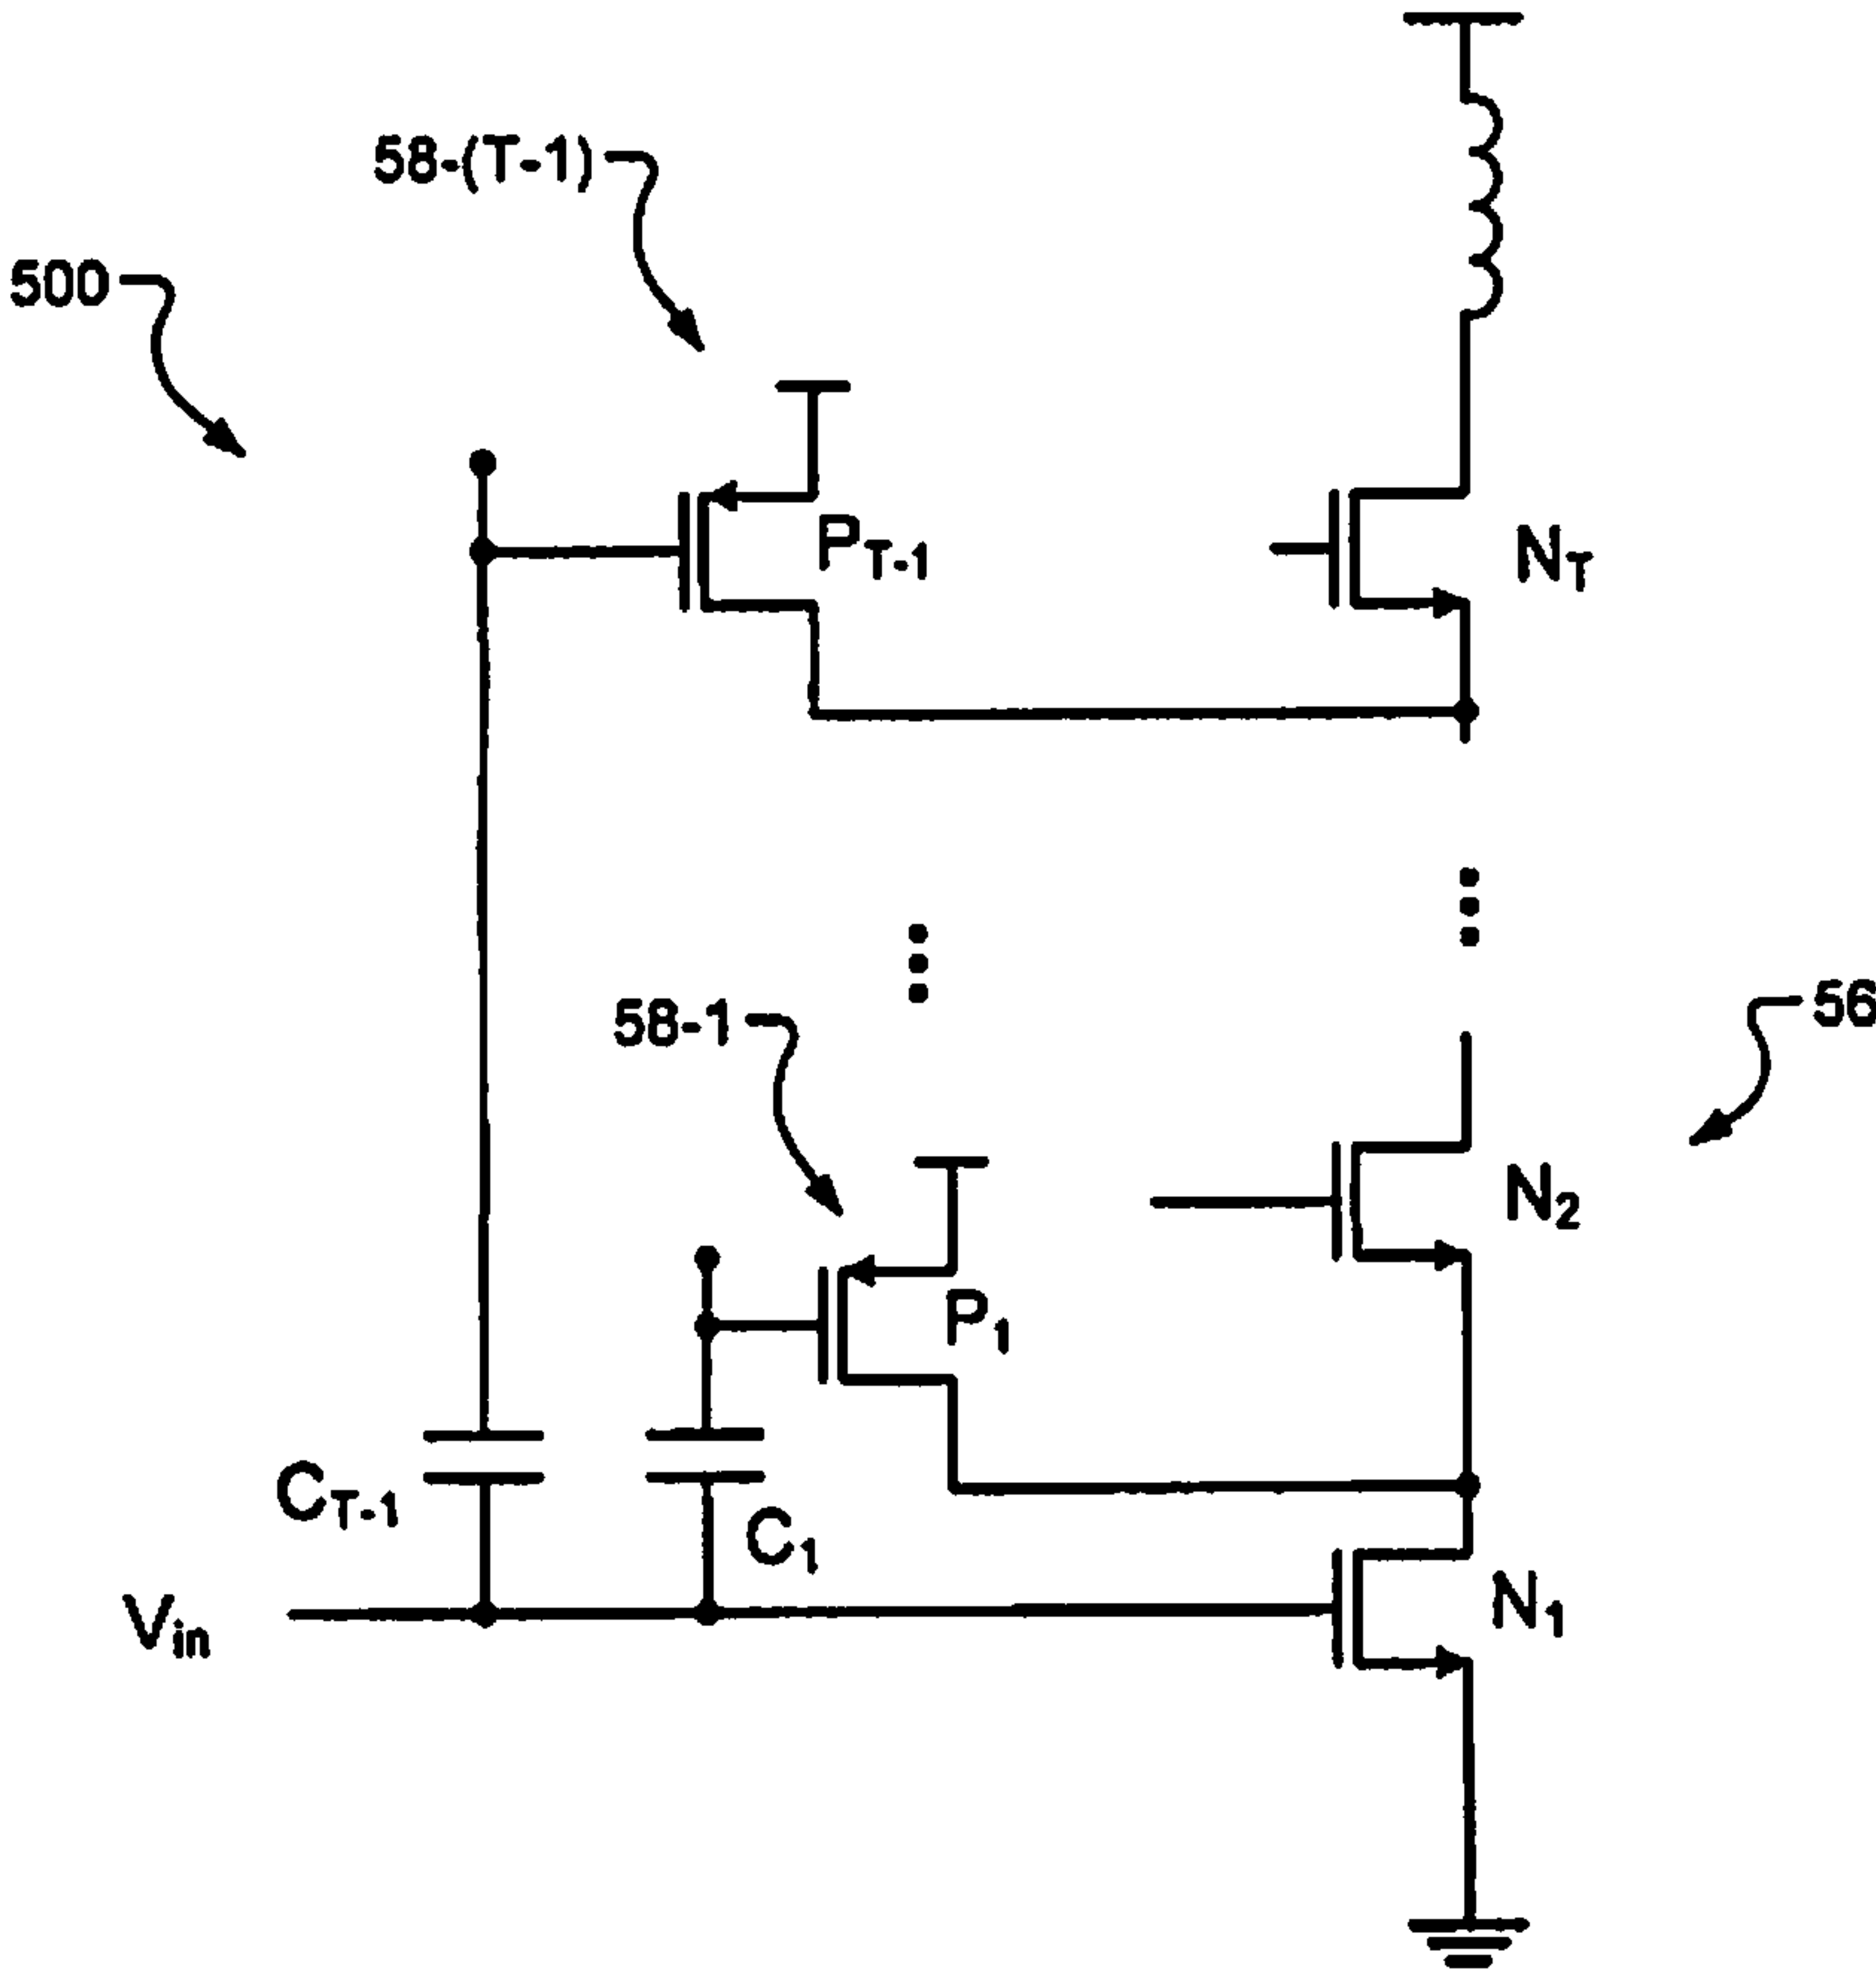 58-(T-1)
500
P_T-1
N_T
58-1
56
N_2
P_1
C_T-1
C_1
V_in
N_1